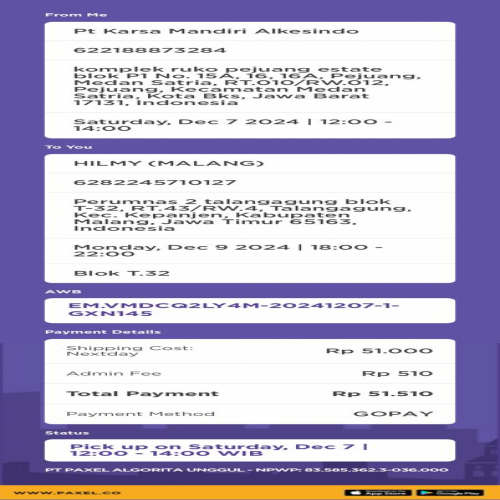 From Me
Pt Karsa Mandiri Alkesindo
622188873284
komplek ruko pejuang estate
blok P1 No. 15A, 16, 16A. Pejuang,
Medan Satria, RT.010/RW.012,
Pejuang, Kecamatan Medan
Satria, Kota Bks, Jawa Barat
17131, Indonesia
Saturday, Dec 7 2024 | 12:00 -
14:00
To You
HILMY (MALANG)
6282245710127
Perumnas 2 talangagung blok
T-32, RT.43/RW.4, Talangagung,
Kec. Kepanjen, Kabupaten
Malang, Jawa Timur 65163,
Indonesia
Monday, Dec 9 2024 | 18:00 -
22:00
Blok T.32
AWB
EM.VMDCQ2LY4M-20241207-1-
GXN145
Payment Details
Shipping Cost: Rp 51.000
Nextday
Admin Fee Rp 510
Total Payment Rp 51.510
Payment Method GOPAY
Status
Pick up on Saturday, Dec 7 |
12:00 - 14:00 WIB
PT PAXEL ALGORITA UNGGUL - NPWP: 83.585.362.3-036.000
WWW.PAXEL.CO
App Store Google Play